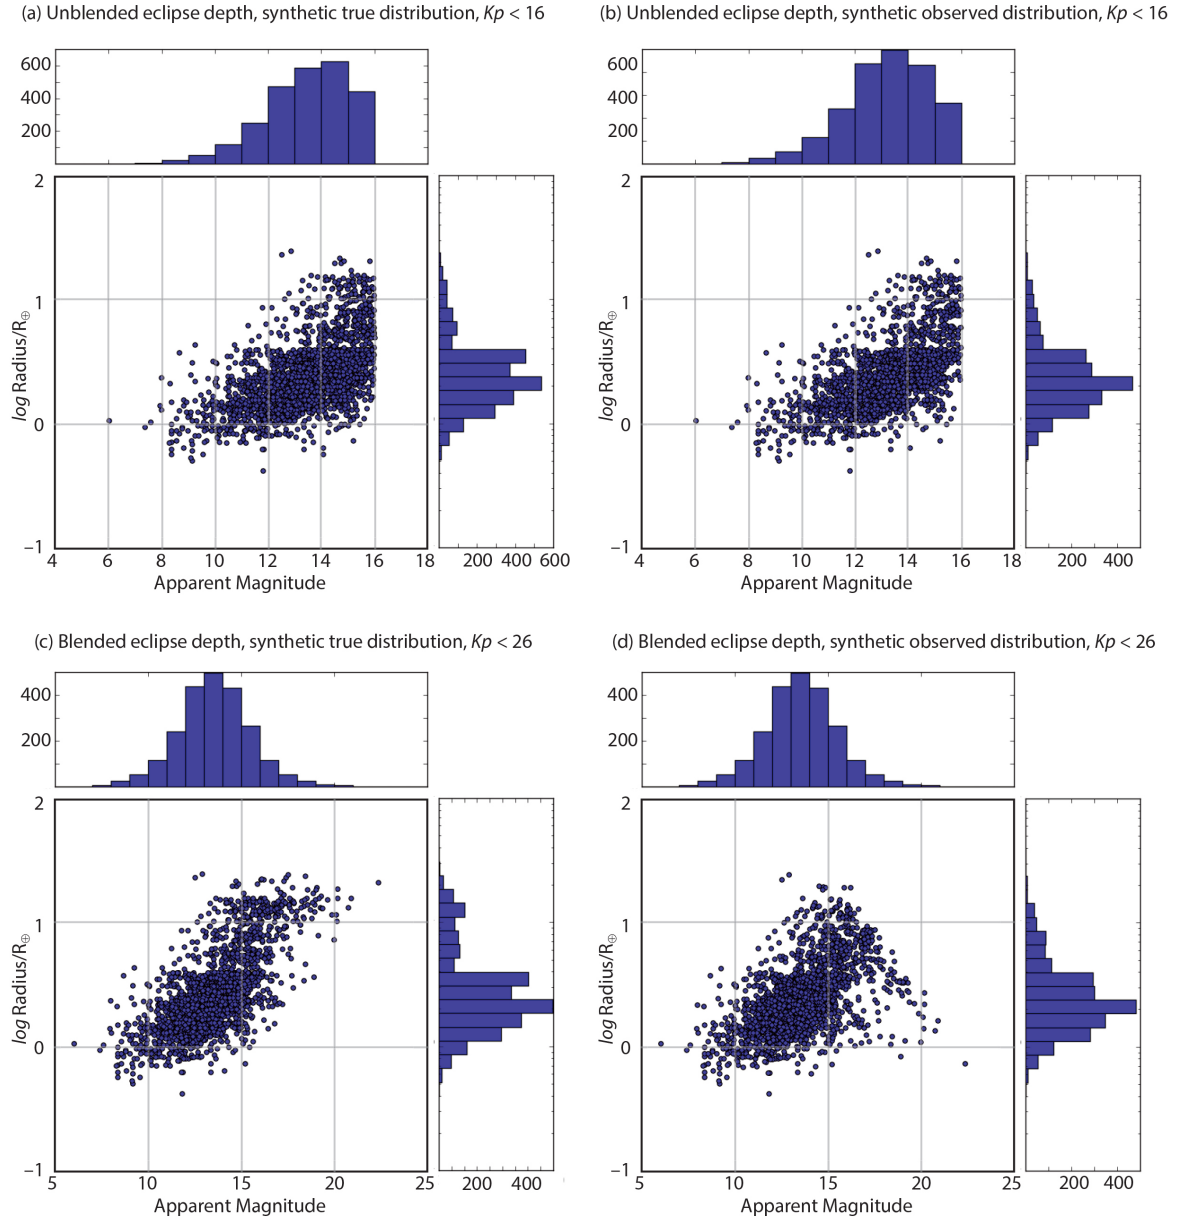 (a) Unblended eclipse depth, synthetic true distribution, Kp < 16
600
400
200
2
1
0
−1
log Radius/R⊕
4 6 8 10 12 14 16 18
200 400 600
Apparent Magnitude
(b) Unblended eclipse depth, synthetic observed distribution, Kp < 16
600
400
200
2
1
0
−1
log Radius/R⊕
4 6 8 10 12 14 16 18
200 400
Apparent Magnitude
(c) Blended eclipse depth, synthetic true distribution, Kp < 26
400
200
2
1
0
−1
log Radius/R⊕
5 10 15 20 25
200 400
Apparent Magnitude
(d) Blended eclipse depth, synthetic observed distribution, Kp < 26
400
200
2
1
0
−1
log Radius/R⊕
5 10 15 20 25
200 400
Apparent Magnitude